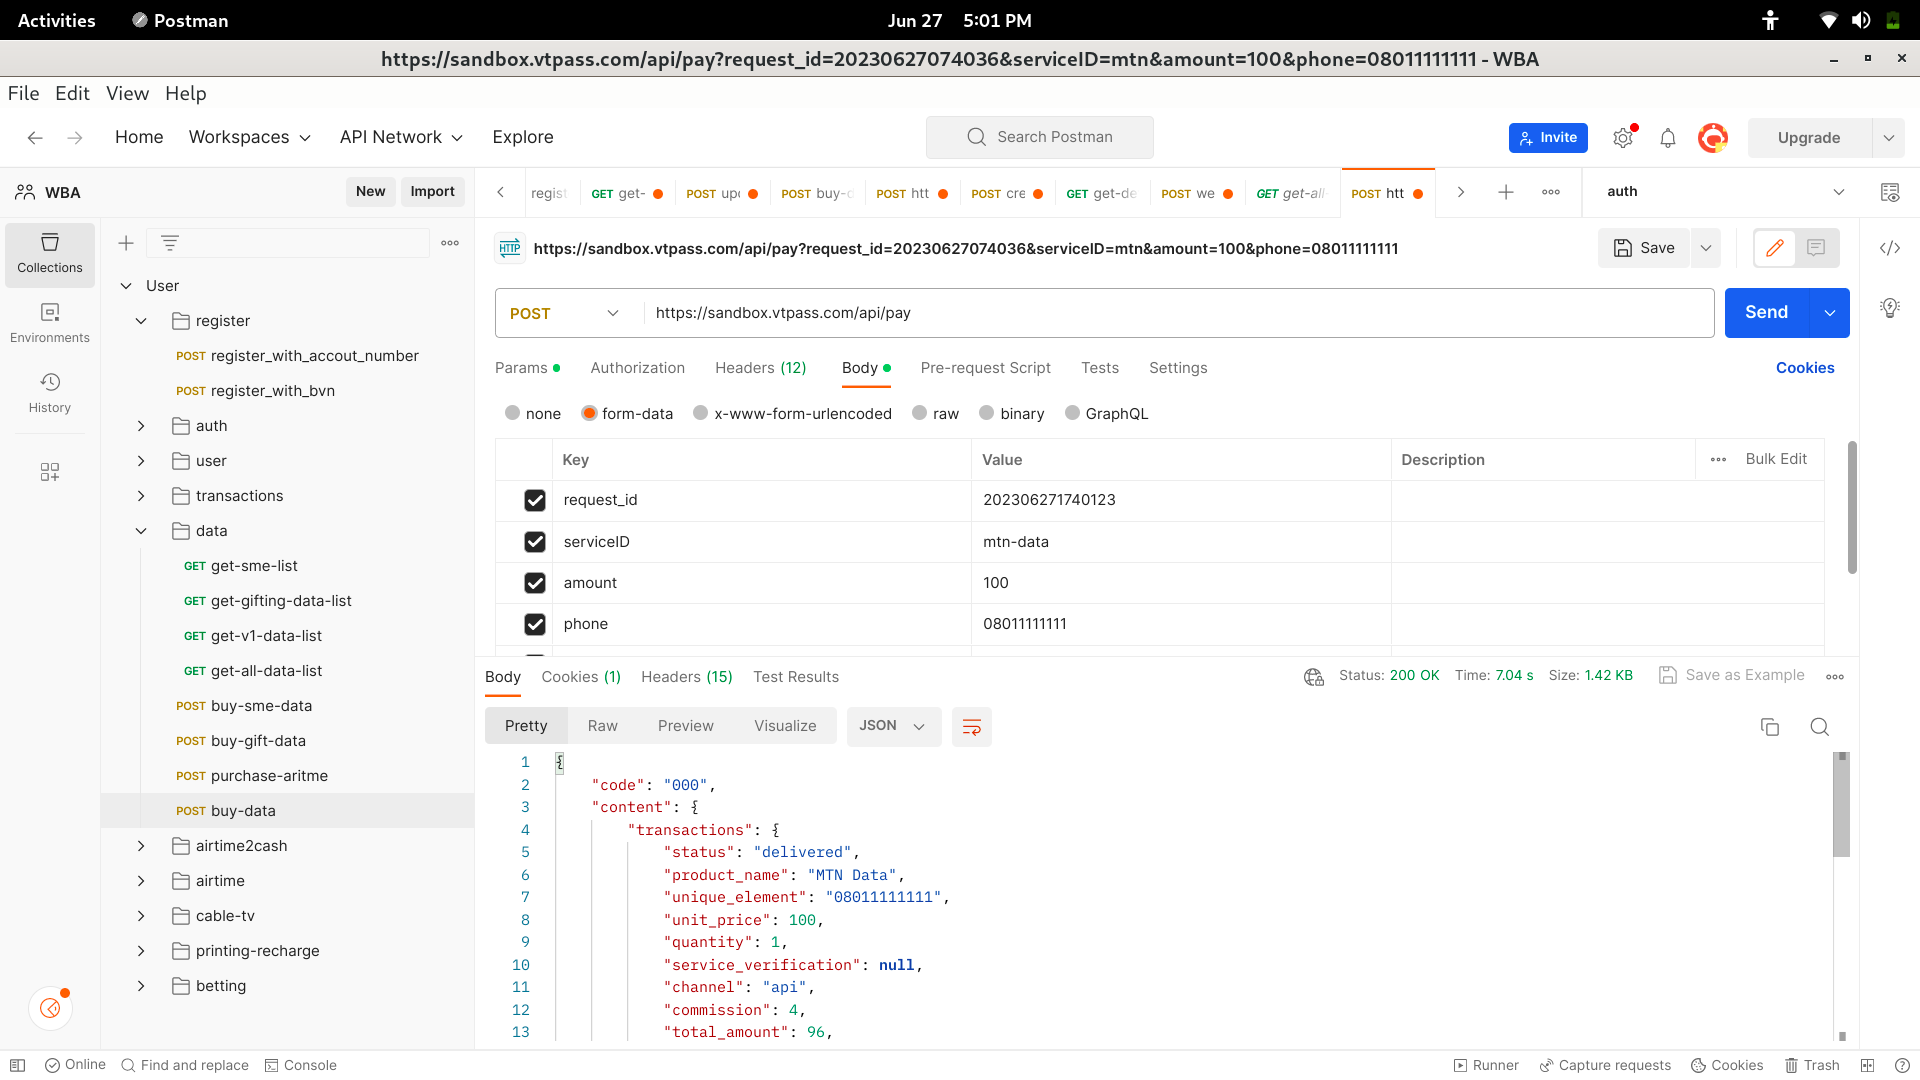 Activities Postman Jun 27 5:01 PM
https://sandbox.vtpass.com/api/pay?request_id=20230627074036&serviceID=mtn&amount=100&phone=08011111111 - WBA
File Edit View Help
Home Workspaces API Network Explore Search Postman Invite Upgrade
WBA New Import regist GET get- POST upc POST buy-c POST htt POST cre GET get-de POST we GET get-all- POST htt auth
Collections
Environments
History
User
register
POST register_with_accout_number
POST register_with_bvn
auth
user
transactions
data
GET get-sme-list
GET get-gifting-data-list
GET get-v1-data-list
GET get-all-data-list
POST buy-sme-data
POST buy-gift-data
POST purchase-aritme
POST buy-data
airtime2cash
airtime
cable-tv
printing-recharge
betting
HTTP https://sandbox.vtpass.com/api/pay?request_id=20230627074036&serviceID=mtn&amount=100&phone=08011111111 Save
POST https://sandbox.vtpass.com/api/pay Send
Params Authorization Headers (12) Body Pre-request Script Tests Settings Cookies
none form-data x-www-form-urlencoded raw binary GraphQL
Key Value Description Bulk Edit
request_id 202306271740123
serviceID mtn-data
amount 100
phone 08011111111
Body Cookies (1) Headers (15) Test Results Status: 200 OK Time: 7.04 s Size: 1.42 KB Save as Example
Pretty Raw Preview Visualize JSON
1 {
2 "code": "000",
3 "content": {
4 "transactions": {
5 "status": "delivered",
6 "product_name": "MTN Data",
7 "unique_element": "08011111111",
8 "unit_price": 100,
9 "quantity": 1,
10 "service_verification": null,
11 "channel": "api",
12 "commission": 4,
13 "total_amount": 96,
Online Find and replace Console Runner Capture requests Cookies Trash